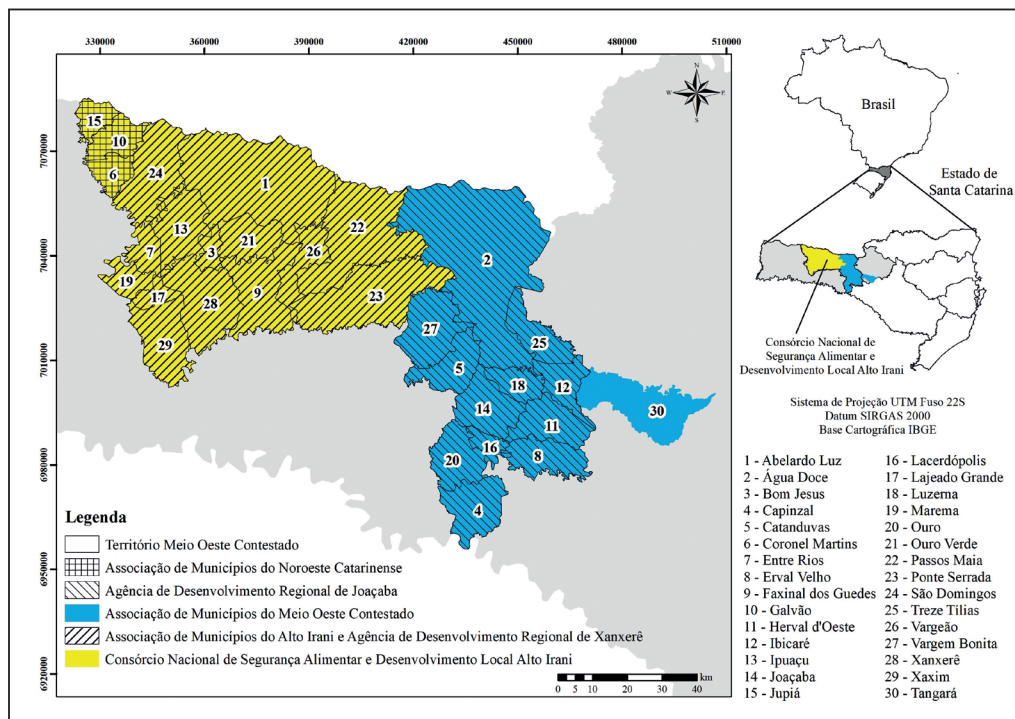 330000 360000 390000 420000 450000 480000 510000
7070000
7040000
7010000
6980000
6950000
6920000
N
W E
S
15
10
6
24
1
13
7
3
21
26
22
19
17
28
9
23
29
2
27
5
25
18
12
14
11
16
8
20
4
30
Legenda
Território Meio Oeste Contestado
Associação de Municípios do Noroeste Catarinense
Agência de Desenvolvimento Regional de Joaçaba
Associação de Municípios do Meio Oeste Contestado
Associação de Municípios do Alto Irani e Agência de Desenvolvimento Regional de Xanxerê
Consórcio Nacional de Segurança Alimentar e Desenvolvimento Local Alto Irani
km
0 5 10 20 30 40
Brasil
Estado de
Santa Catarina
Consórcio Nacional de
Segurança Alimentar e
Desenvolvimento Local Alto Irani
Sistema de Projeção UTM Fuso 22S
Datum SIRGAS 2000
Base Cartográfica IBGE
1 - Abelardo Luz
2 - Água Doce
3 - Bom Jesus
4 - Capinzal
5 - Catanduvas
6 - Coronel Martins
7 - Entre Rios
8 - Erval Velho
9 - Faxinal dos Guedes
10 - Galvão
11 - Herval d'Oeste
12 - Ibicaré
13 - Ipuaçu
14 - Joaçaba
15 - Jupiá
16 - Lacerdópolis
17 - Lajeado Grande
18 - Luzerna
19 - Marema
20 - Ouro
21 - Ouro Verde
22 - Passos Maia
23 - Ponte Serrada
24 - São Domingos
25 - Treze Tílias
26 - Vargeão
27 - Vargem Bonita
28 - Xanxerê
29 - Xaxim
30 - Tangará